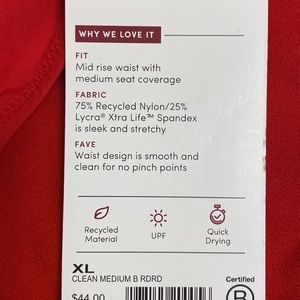 WHY WE LOVE IT
FIT
Mid rise waist with
medium seat coverage
FABRIC
75% Recycled Nylon/25%
Lycra® Xtra Life™ Spandex
is sleek and stretchy
FAVE
Waist design is smooth and
clean for no pinch points
Recycled
Material
UPF
Quick
Drying
XL
CLEAN MEDIUM B RDRD
$44.00
Certified
B